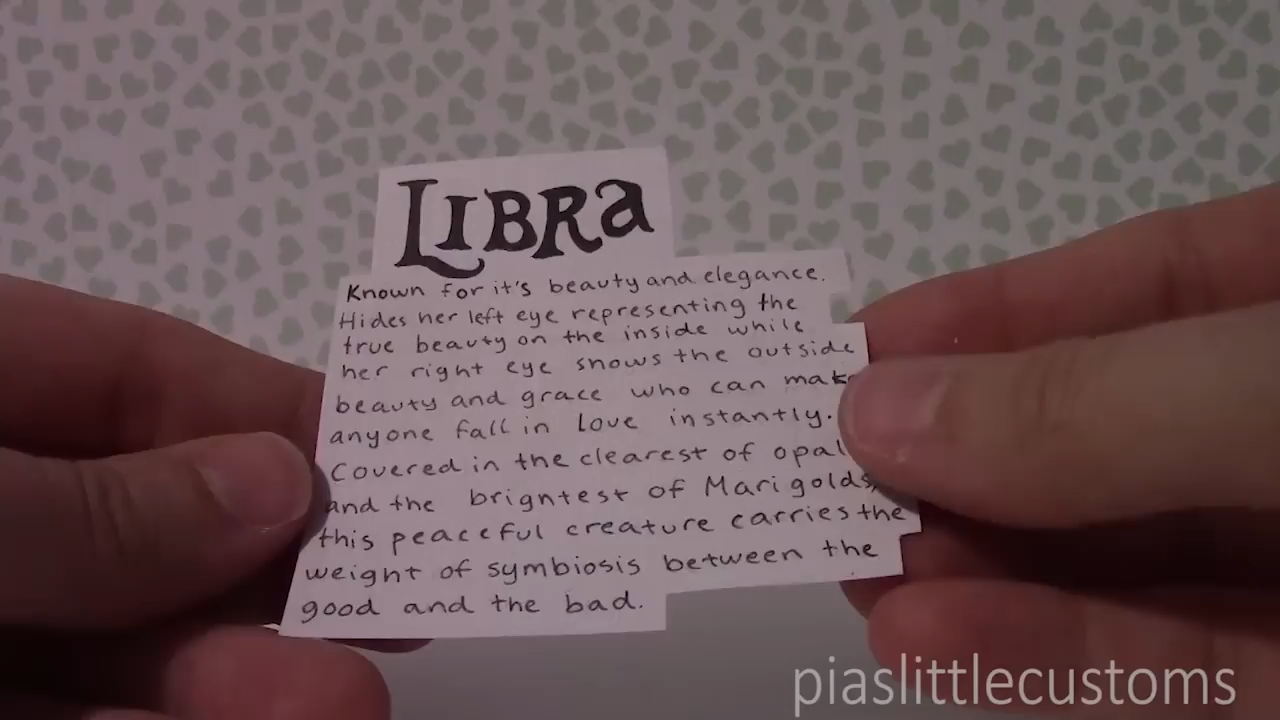 LIBRa
Known for it's beauty and elegance.
Hides her left eye representing the
true beauty on the inside while
her right eye shows the outside
beauty and grace who can make
anyone fall in love instantly.
Covered in the clearest of opal
and the brightest of Marigolds,
this peaceful creature carries the
weight of symbiosis between the
good and the bad.
piaslittlecustoms